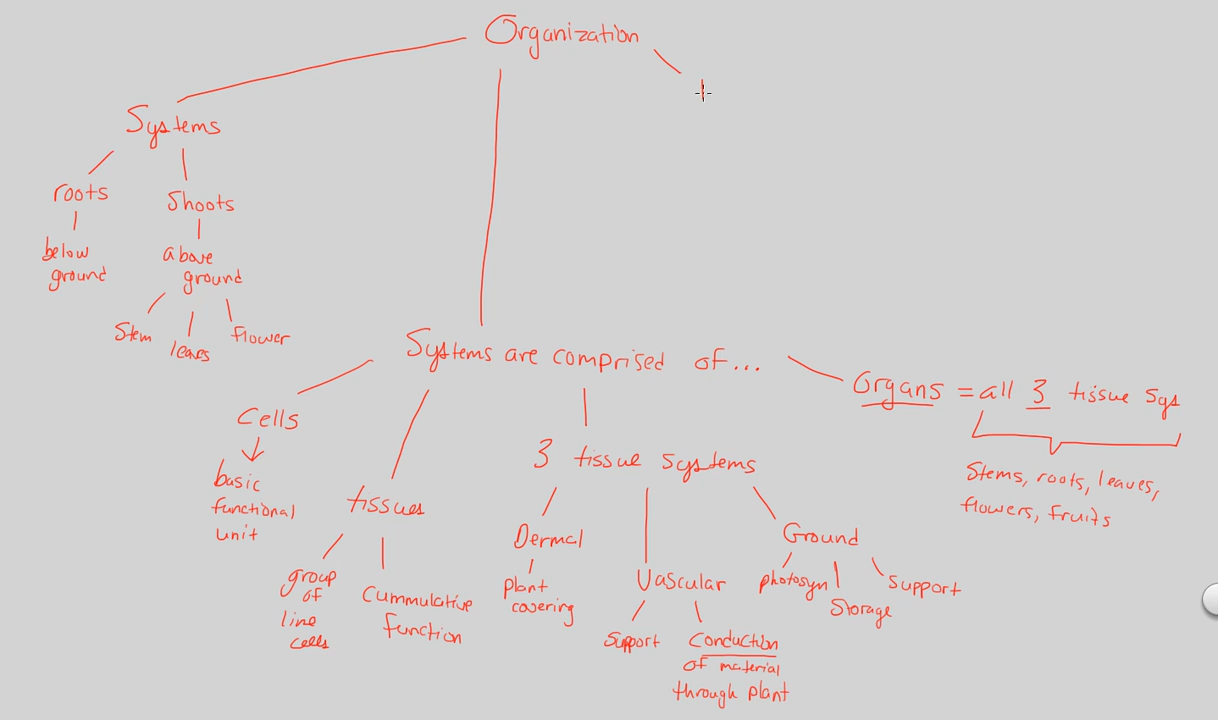 Organization
Systems
roots
Shoots
below
ground
above
ground
Stem
leaves
flower
Systems are comprised of...
Cells
basic
functional
unit
tissues
group
of
line
cells
Cummulative
function
3 tissue systems
Dermal
plant
covering
Vascular
Support
Conduction
of material
through plant
Ground
photosyn
Storage
Support
Organs = all 3 tissue sys
Stems, roots, leaves,
flowers, fruits